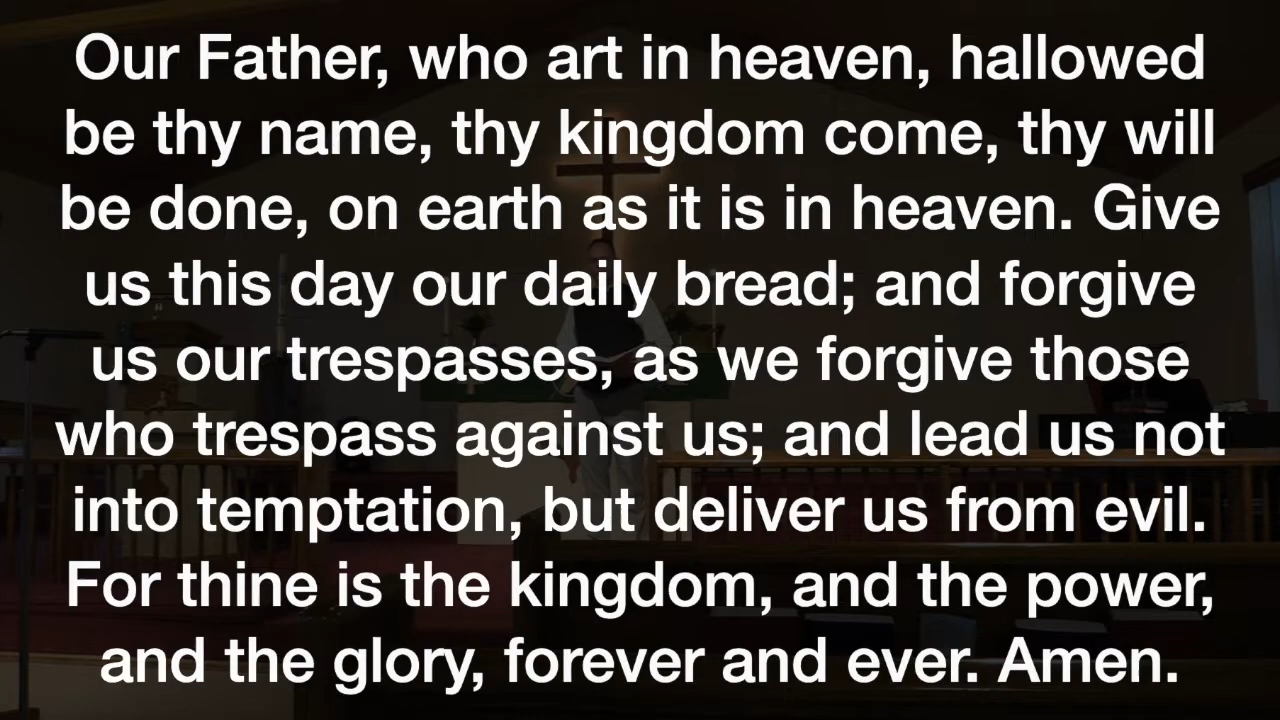 Our Father, who art in heaven, hallowed
be thy name, thy kingdom come, thy will
be done, on earth as it is in heaven. Give
us this day our daily bread; and forgive
us our trespasses, as we forgive those
who trespass against us; and lead us not
into temptation, but deliver us from evil.
For thine is the kingdom, and the power,
and the glory, forever and ever. Amen.